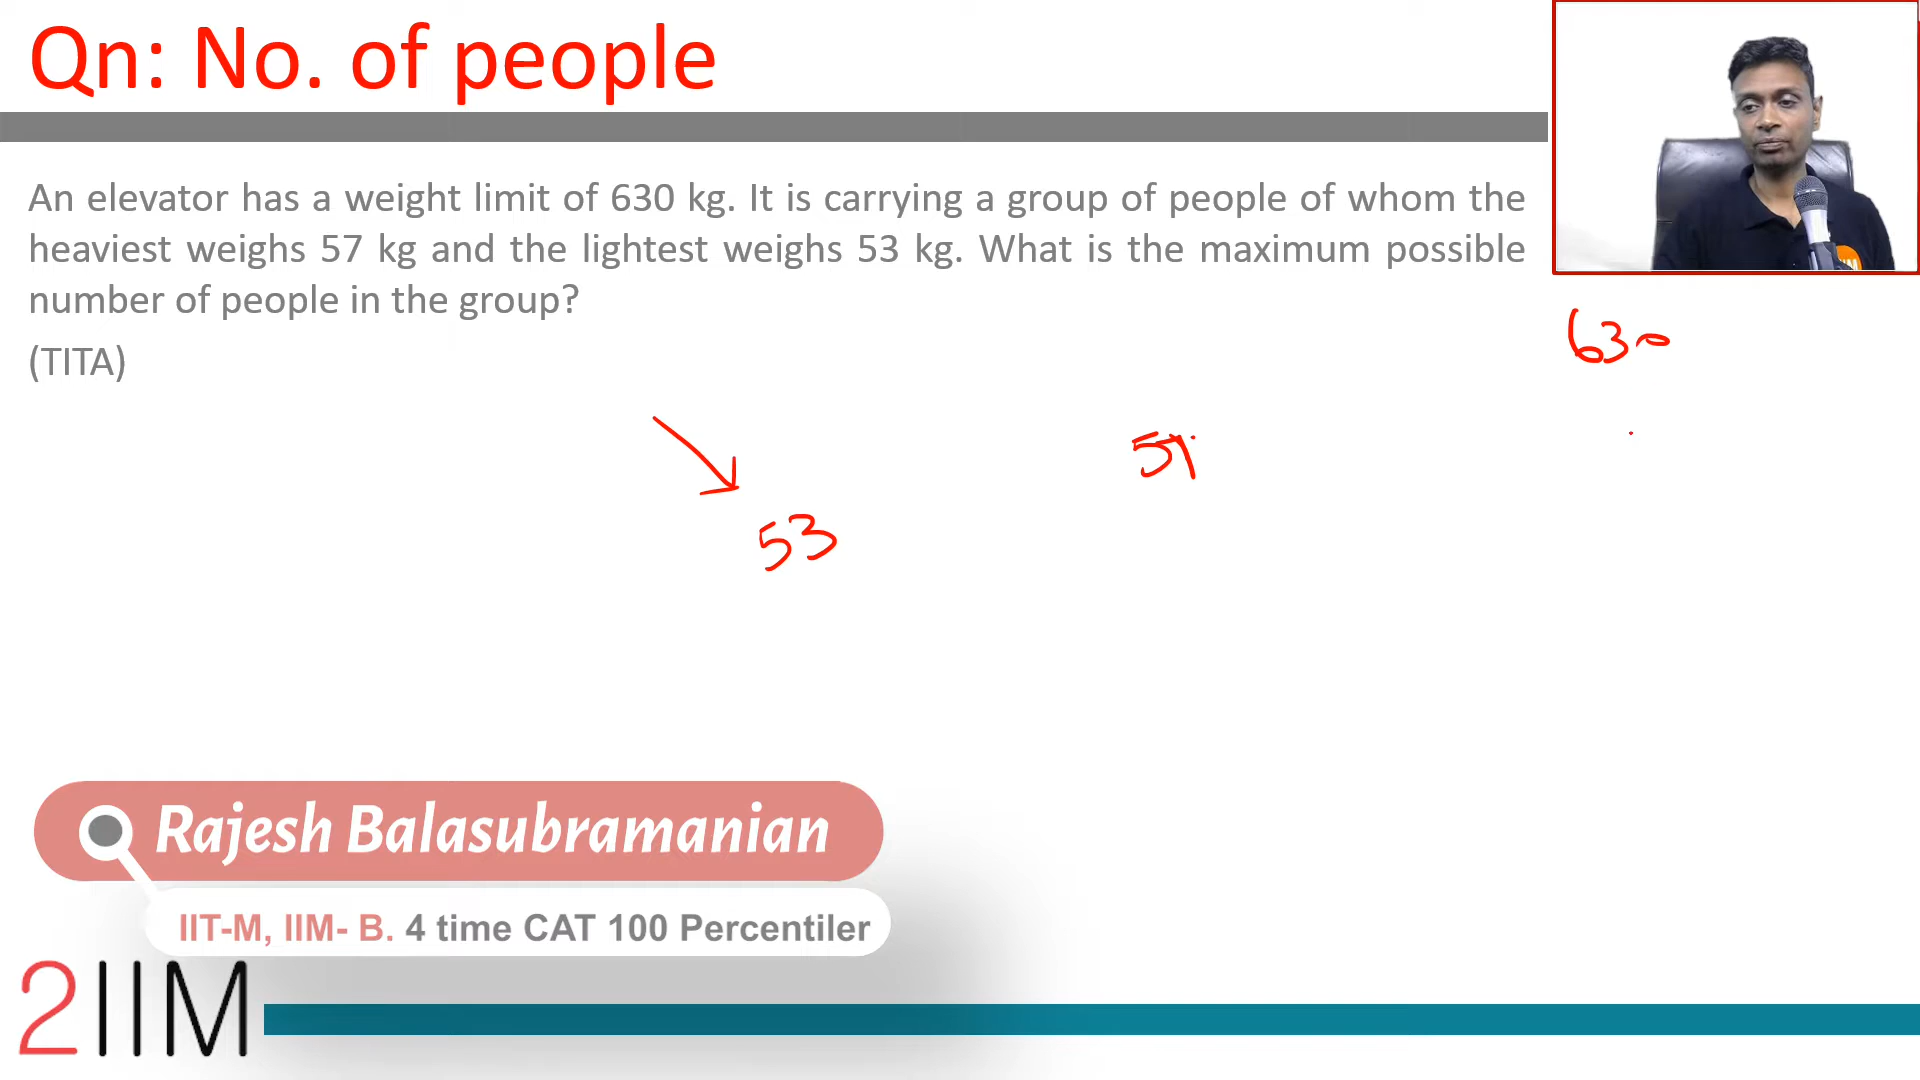 Qn: No. of people
An elevator has a weight limit of 630 kg. It is carrying a group of people of whom the
heaviest weighs 57 kg and the lightest weighs 53 kg. What is the maximum possible
number of people in the group?
(TITA)
630
57
53
Rajesh Balasubramanian
IIT-M, IIM- B. 4 time CAT 100 Percentiler
2IIM